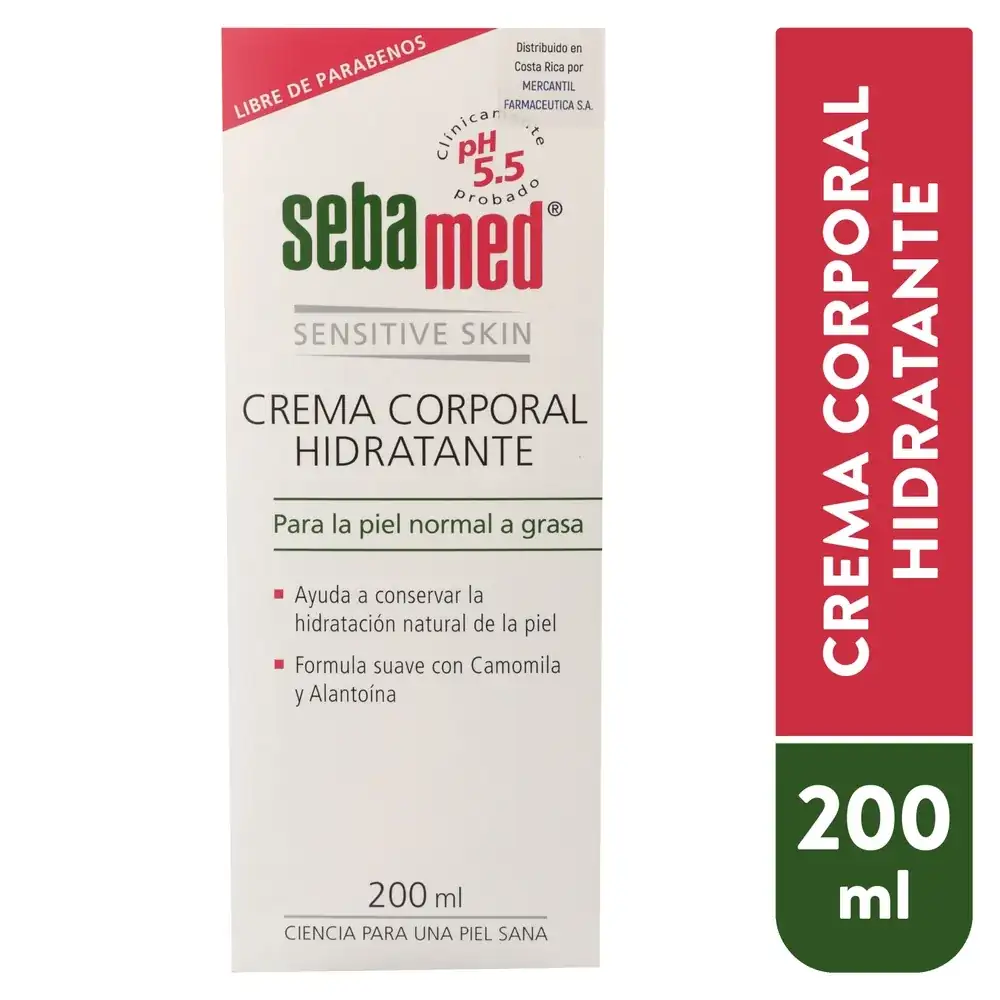 LIBRE DE PARABENOS
Distribuido en
Costa Rica por
MERCANTIL
FARMACEUTICA S.A.
pH
5.5
probado
sebamed®
SENSITIVE SKIN
CREMA CORPORAL
HIDRATANTE
Para la piel normal a grasa
Ayuda a conservar la
hidratación natural de la piel
Formula suave con Camomila
y Alantoína
200 ml
CIENCIA PARA UNA PIEL SANA
CREMA CORPORAL
HIDRATANTE
200
ml